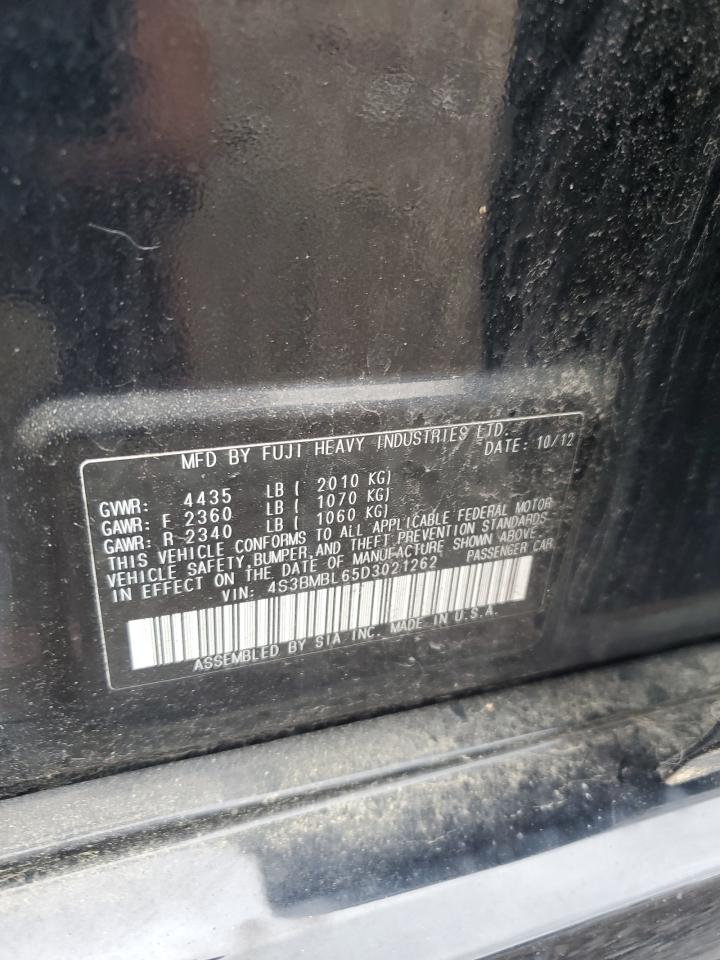 MFD BY FUJI HEAVY INDUSTRIES LTD.
DATE: 10/12
GVWR: 4435 LB ( 2010 KG)
GAWR: F 2360 LB ( 1070 KG)
GAWR: R 2340 LB ( 1060 KG)
THIS VEHICLE CONFORMS TO ALL APPLICABLE FEDERAL MOTOR
VEHICLE SAFETY,BUMPER,AND THEFT PREVENTION STANDARDS
IN EFFECT ON THE DATE OF MANUFACTURE SHOWN ABOVE.
VIN: 4S3BMBL65D3021262 PASSENGER CAR
ASSEMBLED BY SIA INC. MADE IN U.S.A.